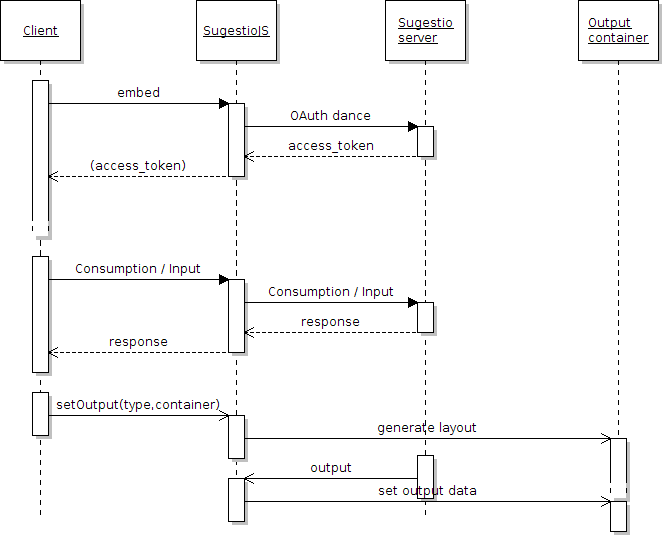 Client
SugestioJS
Sugestio
server
Output
container
embed
OAuth dance
access_token
(access_token)
Consumption / Input
Consumption / Input
response
response
setOutput(type,container)
generate layout
output
set output data